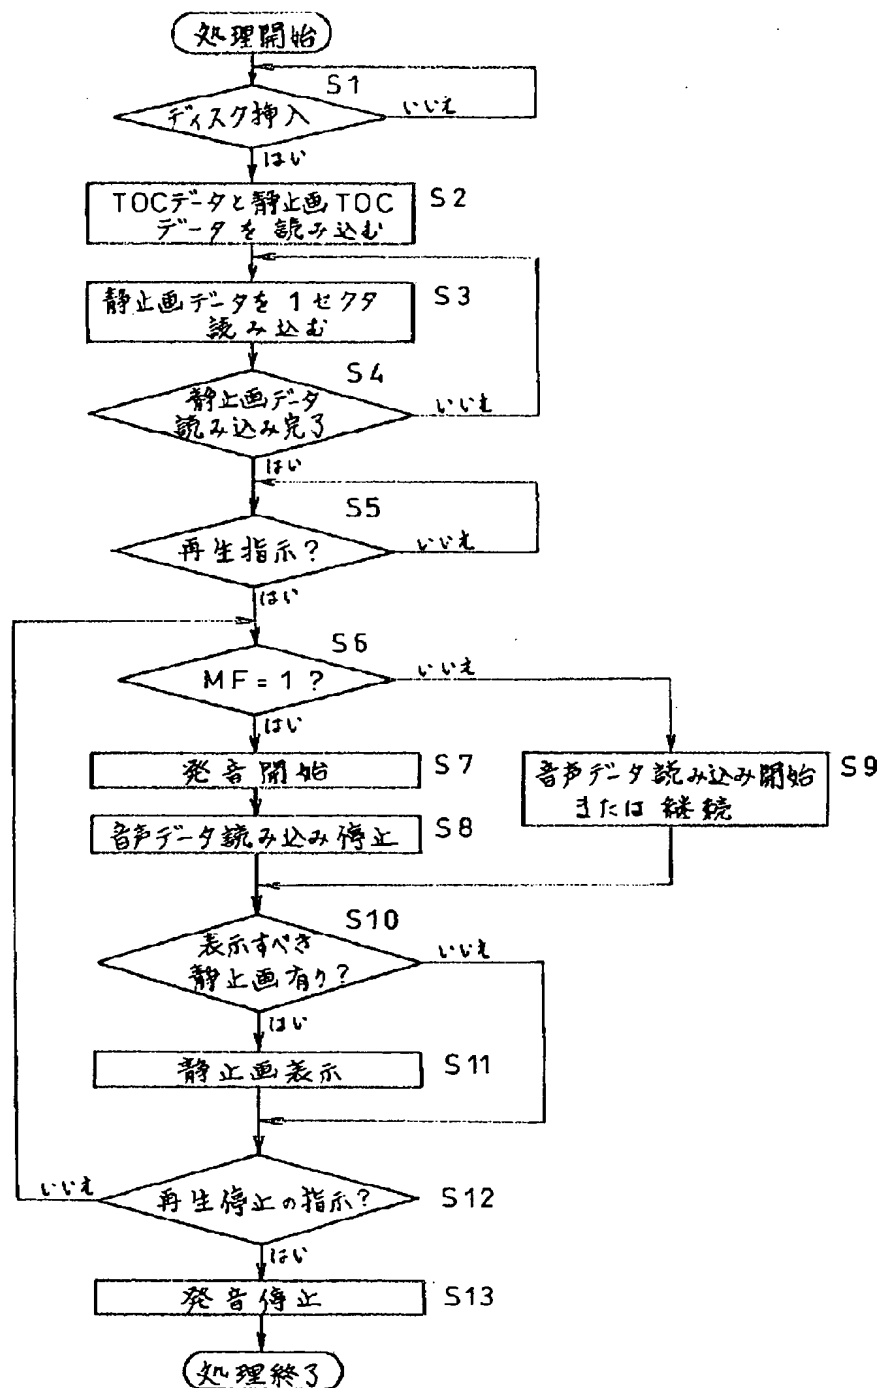 処理開始
S1
ディスク挿入
いいえ
はい
TOCデータと静止画TOC
データを読み込む
S2
静止画データを1セクタ
読み込む
S3
S4
静止画データ
読み込み完了
いいえ
はい
S5
再生指示?
いいえ
はい
S6
MF=1?
いいえ
はい
発音開始
S7
音声データ読み込み開始
または継続
S9
音声データ読み込み停止
S8
S10
表示すべき
静止画有り?
いいえ
はい
静止画表示
S11
いいえ
再生停止の指示?
S12
はい
発音停止
S13
処理終了